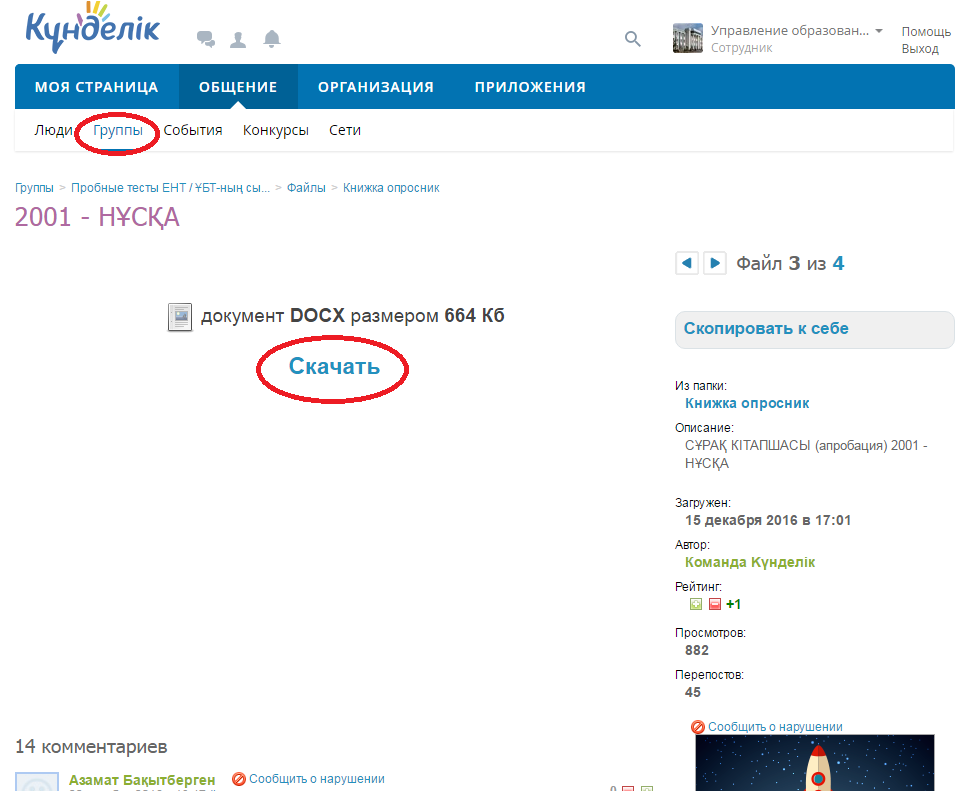 Күнделік
Управление образован...
Сотрудник
Помощь
Выход
МОЯ СТРАНИЦА ОБЩЕНИЕ ОРГАНИЗАЦИЯ ПРИЛОЖЕНИЯ
Люди Группы События Конкурсы Сети
Группы > Пробные тесты ЕНТ / ҰБТ-ның сы... > Файлы > Книжка опросник
2001 - НҰСҚА
Файл 3 из 4
документ DOCX размером 664 Кб
Скачать
Скопировать к себе
Из папки:
Книжка опросник
Описание:
СҰРАҚ КІТАПШАСЫ (апробация) 2001 -
НҰСҚА
Загружен:
15 декабря 2016 в 17:01
Автор:
Команда Күнделік
Рейтинг:
+1
Просмотров:
882
Перепостов:
45
Сообщить о нарушении
14 комментариев
Азамат Бақытберген Сообщить о нарушении